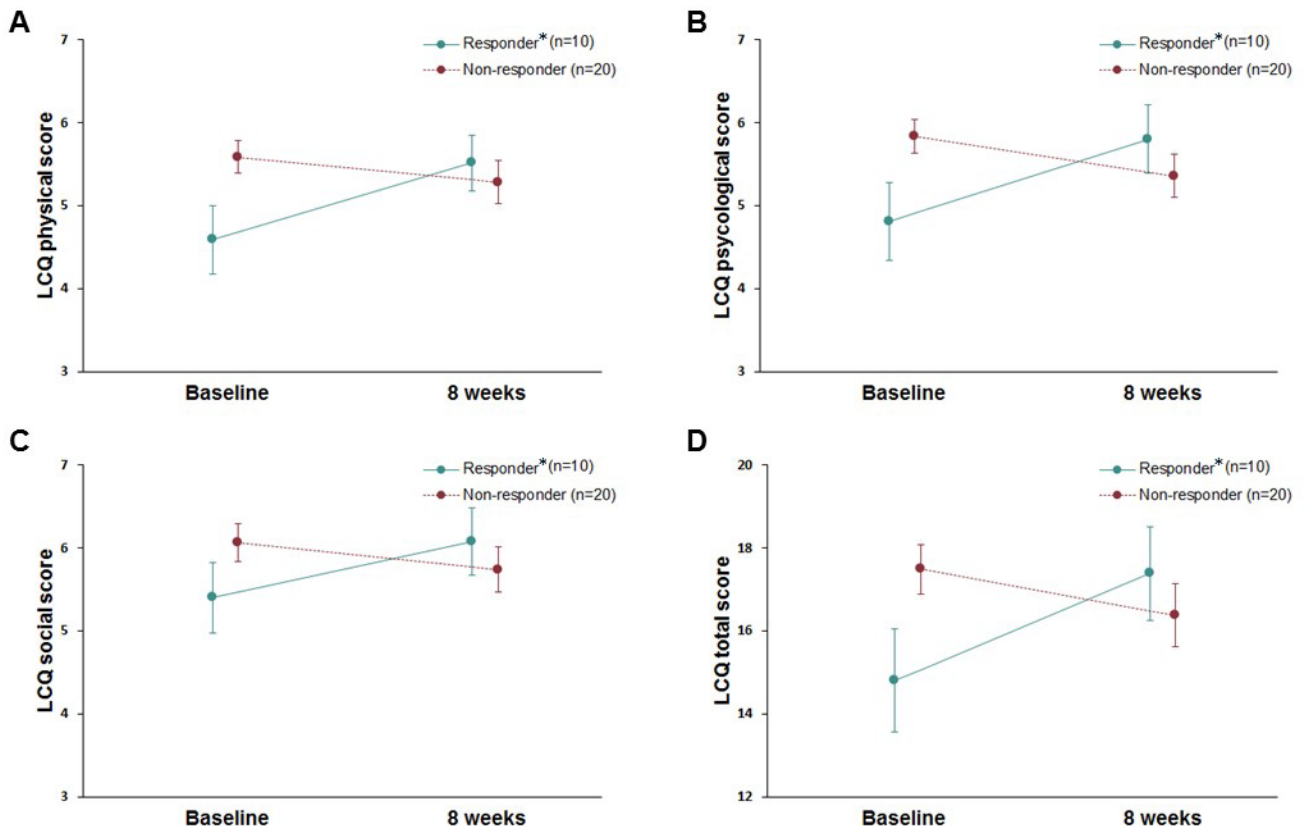 A
LCQ physical score
7
6
5
4
3
Responder* (n=10)
Non-responder (n=20)
Baseline 8 weeks
B
LCQ psycological score
7
6
5
4
3
Responder* (n=10)
Non-responder (n=20)
Baseline 8 weeks
C
LCQ social score
7
6
5
4
3
Responder* (n=10)
Non-responder (n=20)
Baseline 8 weeks
D
LCQ total score
20
18
16
14
12
Responder* (n=10)
Non-responder (n=20)
Baseline 8 weeks